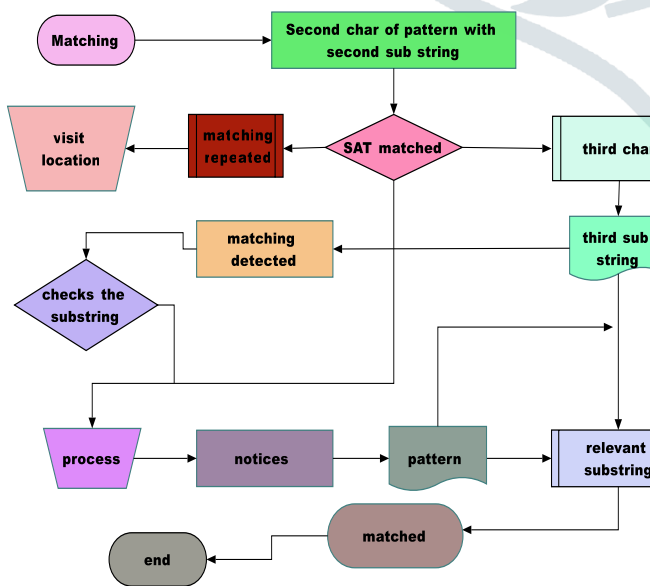 Matching
Second char of pattern with
second sub string
visit
location
matching
repeated
SAT matched
third cha
matching
detected
third sub
string
checks the
substring
process
notices
pattern
relevant
substring
matched
end